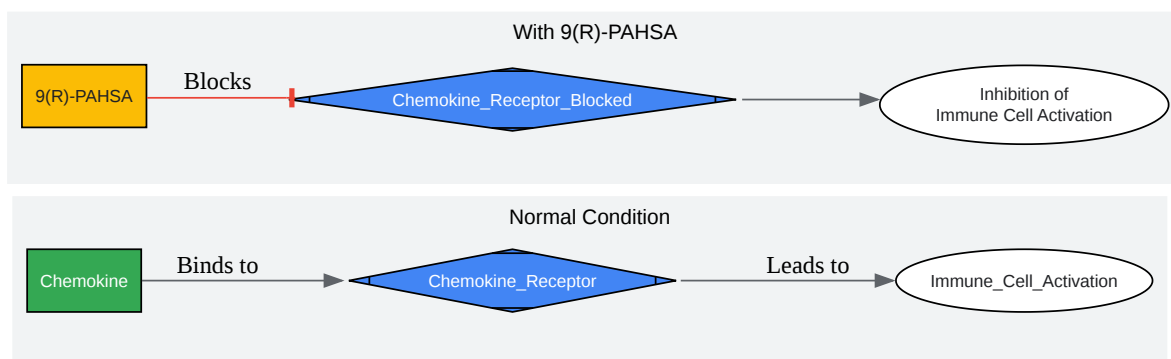 With 9(R)-PAHSA
9(R)-PAHSA
Blocks
Chemokine_Receptor_Blocked
Inhibition of
Immune Cell Activation
Normal Condition
Chemokine
Binds to
Chemokine_Receptor
Leads to
Immune_Cell_Activation